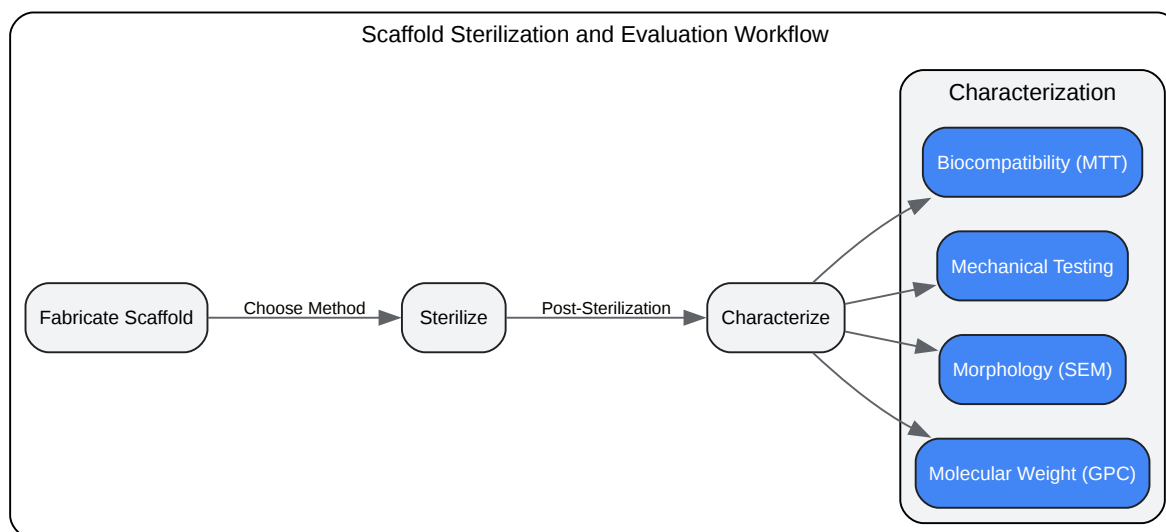 Scaffold Sterilization and Evaluation Workflow
Characterization
Biocompatibility (MTT)
Mechanical Testing
Fabricate Scaffold
Choose Method
Sterilize
Post-Sterilization
Characterize
Morphology (SEM)
Molecular Weight (GPC)